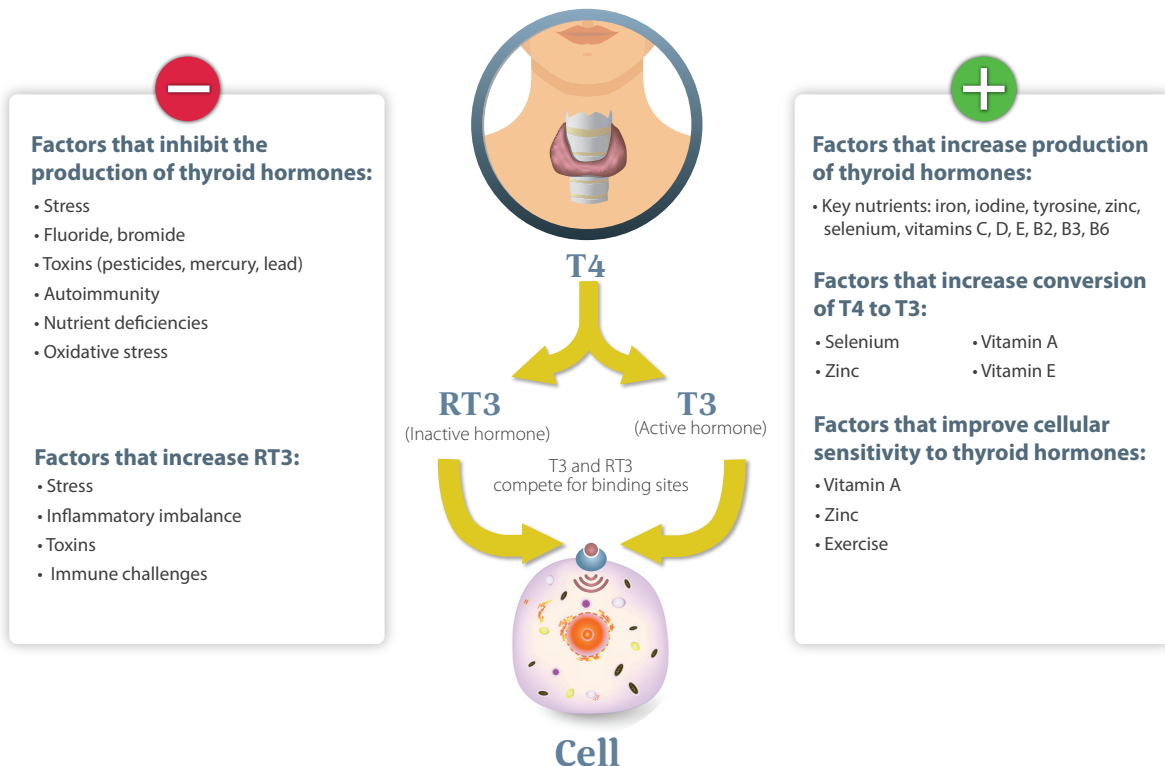 Factors that inhibit the
production of thyroid hormones:
• Stress
• Fluoride, bromide
• Toxins (pesticides, mercury, lead)
• Autoimmunity
• Nutrient deficiencies
• Oxidative stress
Factors that increase RT3:
• Stress
• Inflammatory imbalance
• Toxins
• Immune challenges
T4
RT3
(Inactive hormone)
T3
(Active hormone)
T3 and RT3
compete for binding sites
Cell
Factors that increase production
of thyroid hormones:
• Key nutrients: iron, iodine, tyrosine, zinc,
selenium, vitamins C, D, E, B2, B3, B6
Factors that increase conversion
of T4 to T3:
• Selenium
• Zinc
• Vitamin A
• Vitamin E
Factors that improve cellular
sensitivity to thyroid hormones:
• Vitamin A
• Zinc
• Exercise